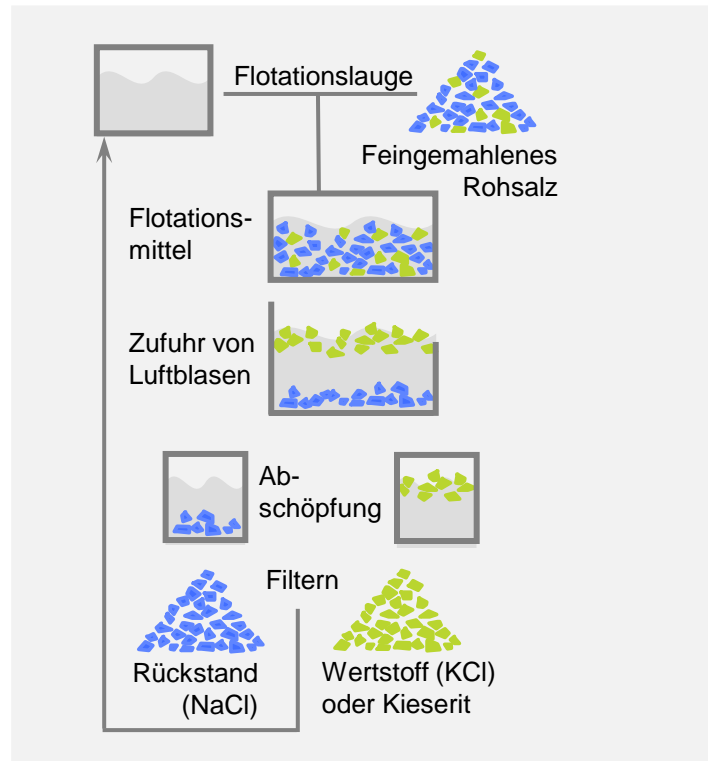 Flotationslauge
Feingemahlenes
Rohsalz
Flotations-
mittel
Zufuhr von
Luftblasen
Ab-
schöpfung
Filtern
Rückstand
(NaCl)
Wertstoff (KCl)
oder Kieserit